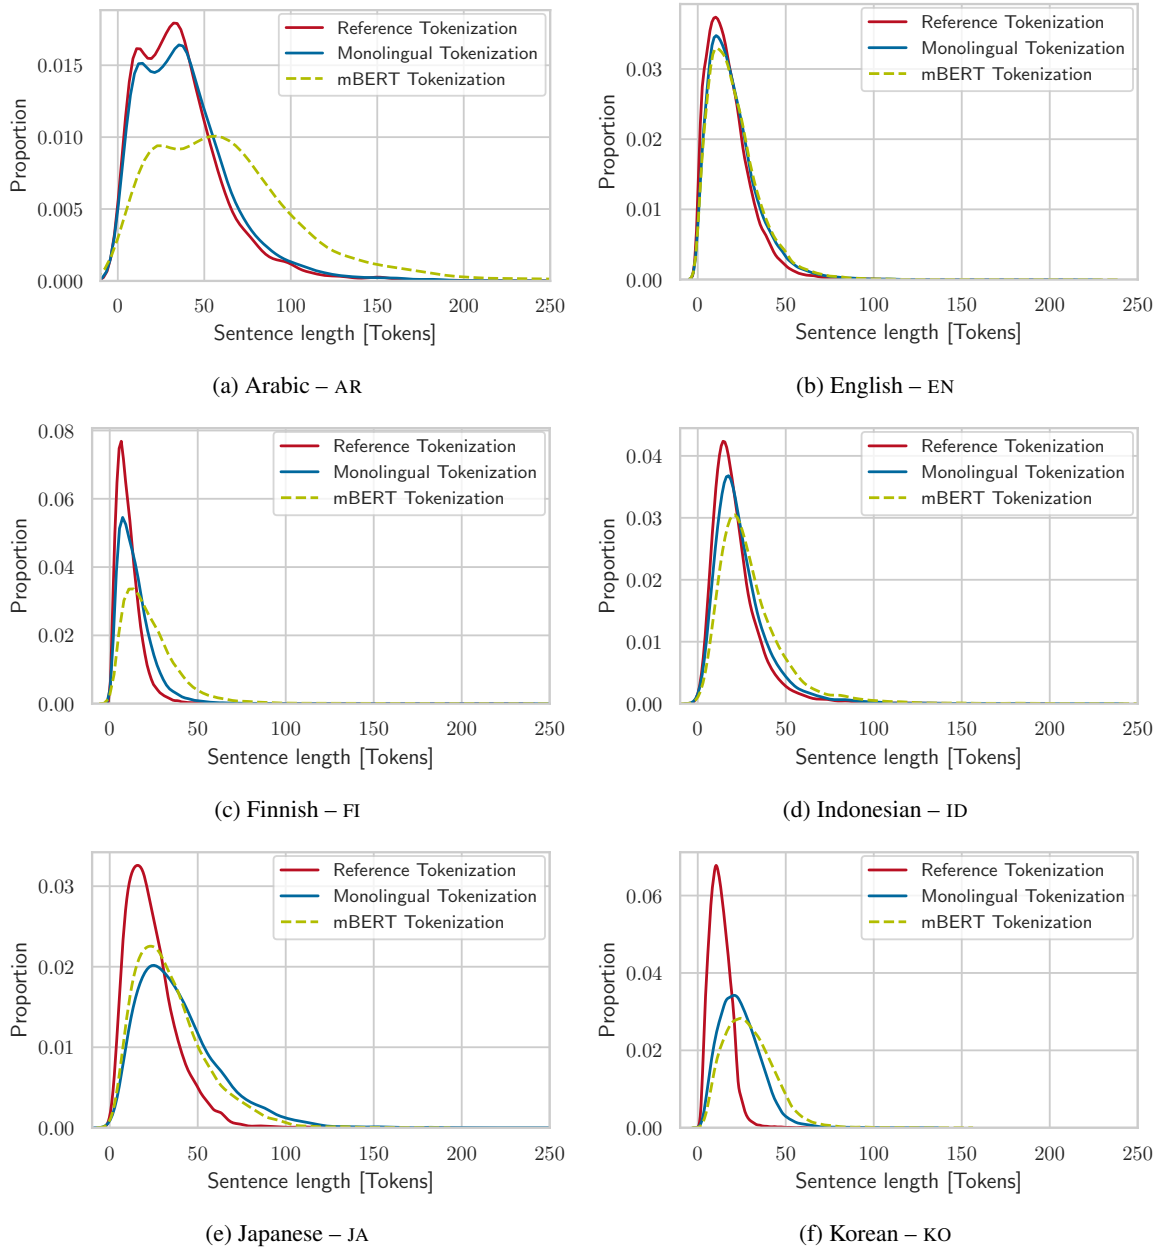 Reference Tokenization
Monolingual Tokenization
mBERT Tokenization
0.015
0.010
0.005
0.000
Proportion
0 50 100 150 200 250
Sentence length [Tokens]
(a) Arabic – AR
Reference Tokenization
Monolingual Tokenization
mBERT Tokenization
0.03
0.02
0.01
0.00
Proportion
0 50 100 150 200 250
Sentence length [Tokens]
(b) English – EN
Reference Tokenization
Monolingual Tokenization
mBERT Tokenization
0.08
0.06
0.04
0.02
0.00
Proportion
0 50 100 150 200 250
Sentence length [Tokens]
(c) Finnish – FI
Reference Tokenization
Monolingual Tokenization
mBERT Tokenization
0.04
0.03
0.02
0.01
0.00
Proportion
0 50 100 150 200 250
Sentence length [Tokens]
(d) Indonesian – ID
Reference Tokenization
Monolingual Tokenization
mBERT Tokenization
0.03
0.02
0.01
0.00
Proportion
0 50 100 150 200 250
Sentence length [Tokens]
(e) Japanese – JA
Reference Tokenization
Monolingual Tokenization
mBERT Tokenization
0.06
0.04
0.02
0.00
Proportion
0 50 100 150 200 250
Sentence length [Tokens]
(f) Korean – KO